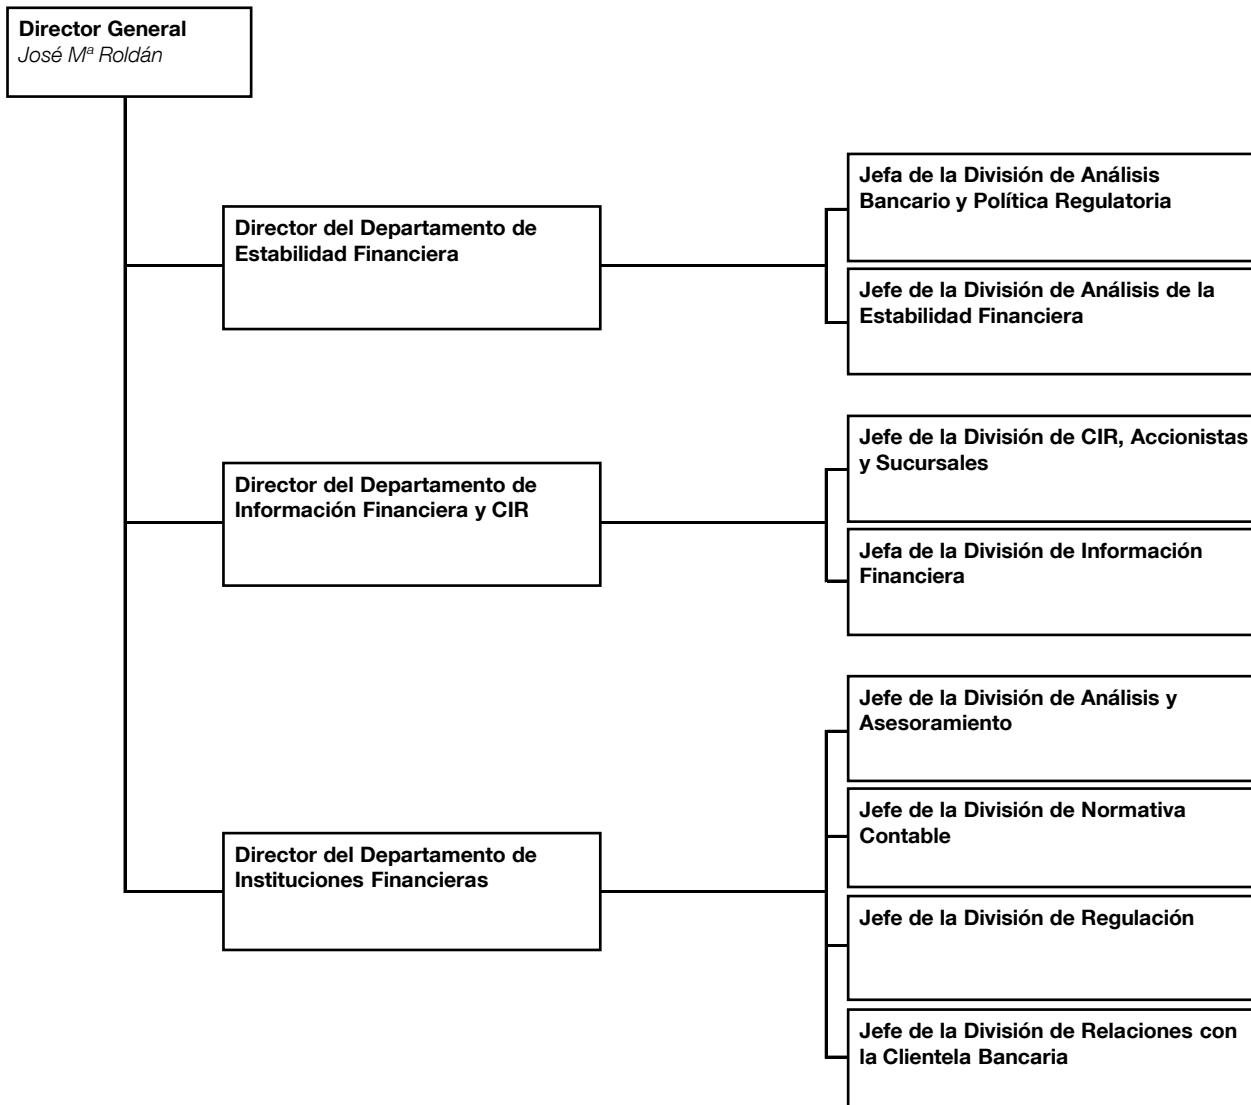 Director General
José Mª Roldán
Jefa de la División de Análisis
Bancario y Política Regulatoria
Director del Departamento de
Estabilidad Financiera
Jefe de la División de Análisis de la
Estabilidad Financiera
Jefe de la División de CIR, Accionistas
y Sucursales
Director del Departamento de
Información Financiera y CIR
Jefa de la División de Información
Financiera
Jefe de la División de Análisis y
Asesoramiento
Jefe de la División de Normativa
Contable
Director del Departamento de
Instituciones Financieras
Jefe de la División de Regulación
Jefe de la División de Relaciones con
la Clientela Bancaria